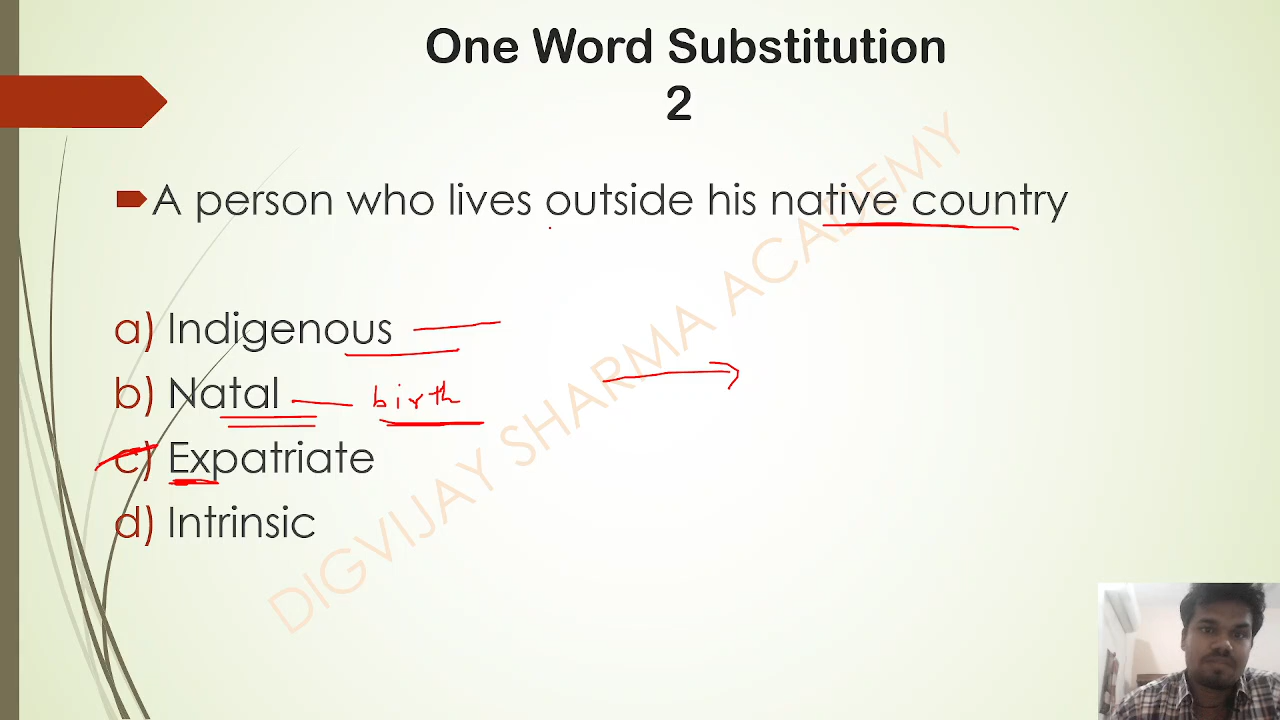 One Word Substitution
2
A person who lives outside his native country
a) Indigenous
b) Natal birth
c) Expatriate
d) Intrinsic
DIGVIJAY SHARMA ACADEMY